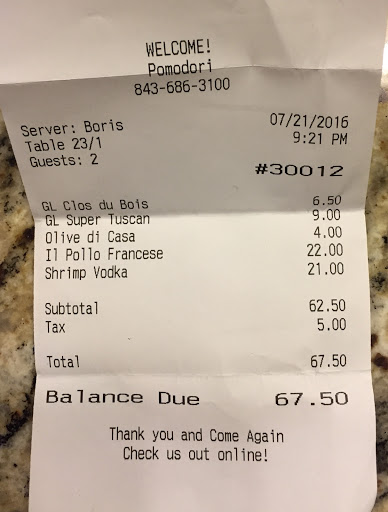 WELCOME!
Pomodori
843-686-3100
Server: Boris 07/21/2016
Table 23/1 9:21 PM
Guests: 2
#30012
GL Clos du Bois 6.50
GL Super Tuscan 9.00
Olive di Casa 4.00
Il Pollo Francese 22.00
Shrimp Vodka 21.00
Subtotal 62.50
Tax 5.00
Total 67.50
Balance Due 67.50
Thank you and Come Again
Check us out online!